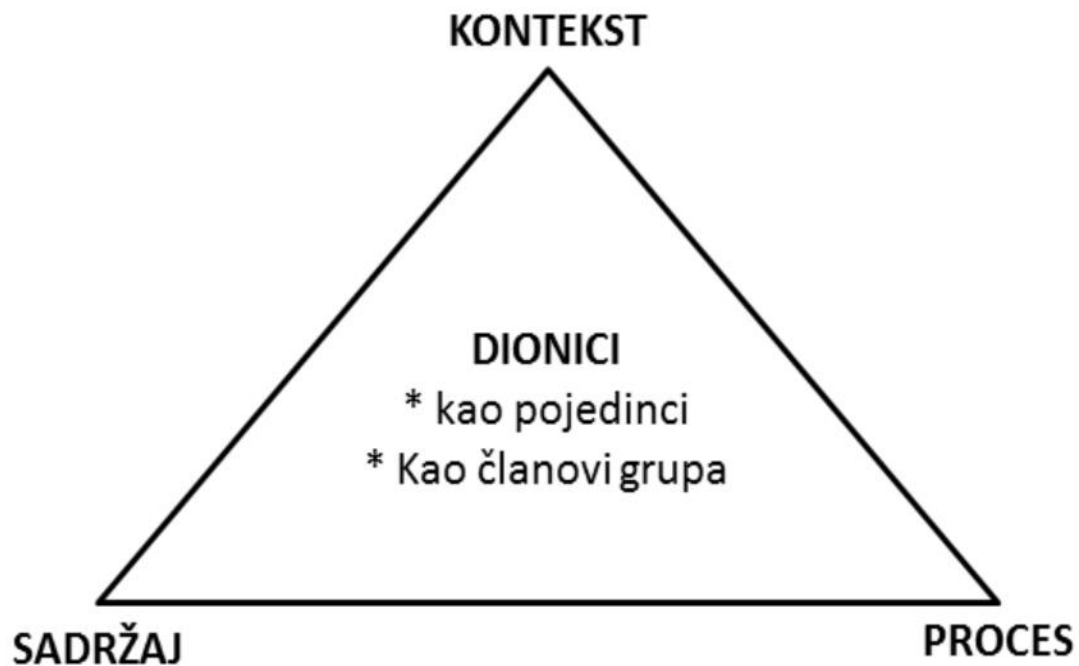 KONTEKST
DIONICI
* kao pojedinci
* Kao članovi grupa
SADRŽAJ
PROCES